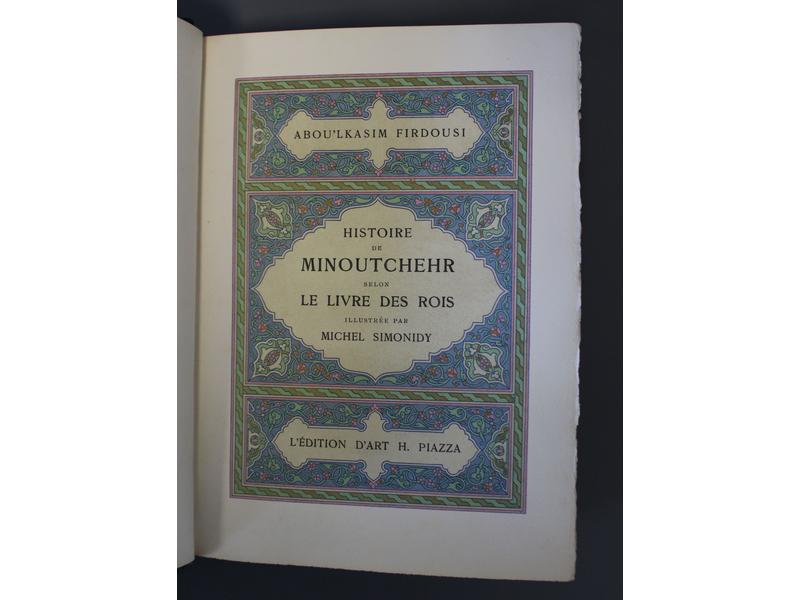 ABOU'LKASIM FIRDOUSI
HISTOIRE
DE
MINOUTCHEHR
SELON
LE LIVRE DES ROIS
ILLUSTRÉE PAR
MICHEL SIMONIDY
L'ÉDITION D'ART H. PIAZZA